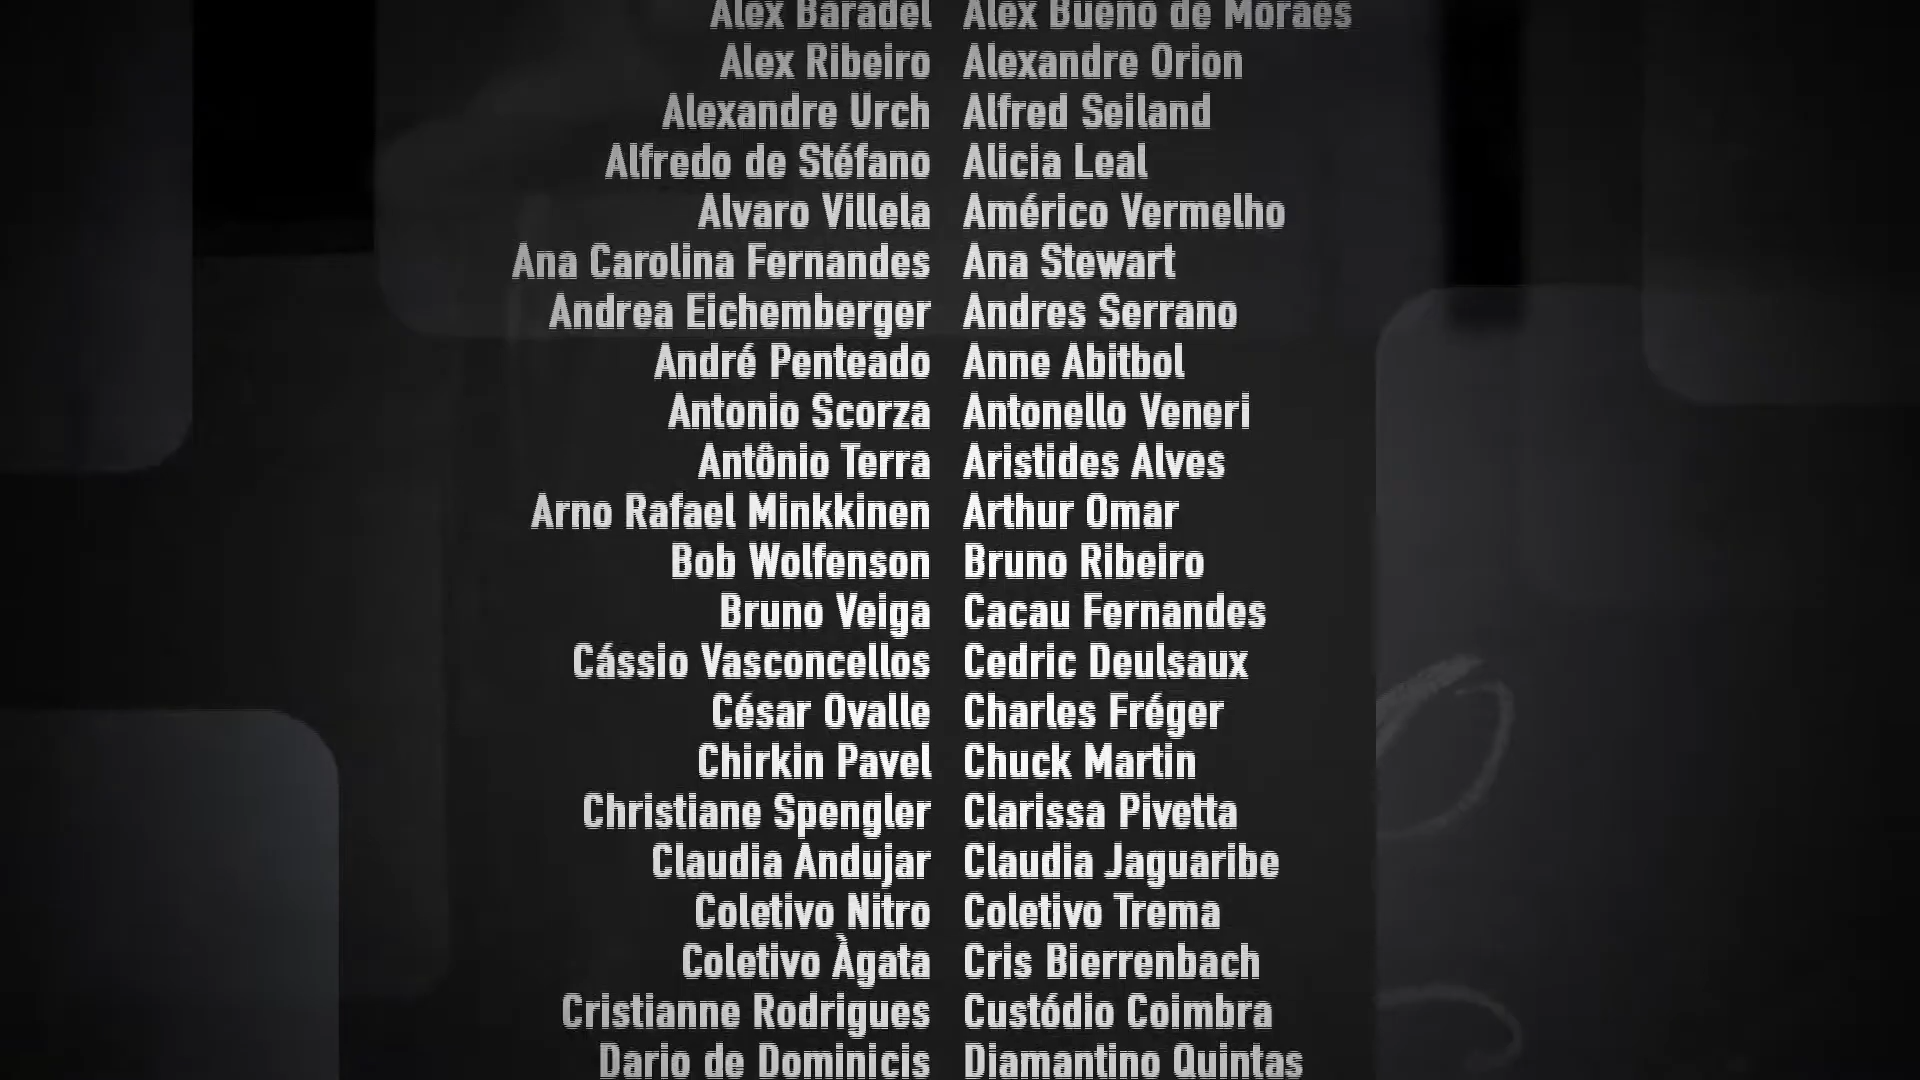 Alex Baradel Alex Bueno de Moraes
Alex Ribeiro Alexandre Orion
Alexandre Urch Alfred Seiland
Alfredo de Stéfano Alicia Leal
Alvaro Villela Américo Vermelho
Ana Carolina Fernandes Ana Stewart
Andrea Eichemberger Andres Serrano
André Penteado Anne Abitbol
Antonio Scorza Antonello Veneri
Antônio Terra Aristides Alves
Arno Rafael Minkkinen Arthur Omar
Bob Wolfenson Bruno Ribeiro
Bruno Veiga Cacau Fernandes
Cássio Vasconcellos Cedric Deulsaux
César Ovalle Charles Fréger
Chirkin Pavel Chuck Martin
Christiane Spengler Clarissa Pivetta
Claudia Andujar Claudia Jaguaribe
Coletivo Nitro Coletivo Trema
Coletivo Àgata Cris Bierrenbach
Cristianne Rodrigues Custódio Coimbra
Dario de Dominicis Diamantino Quintas